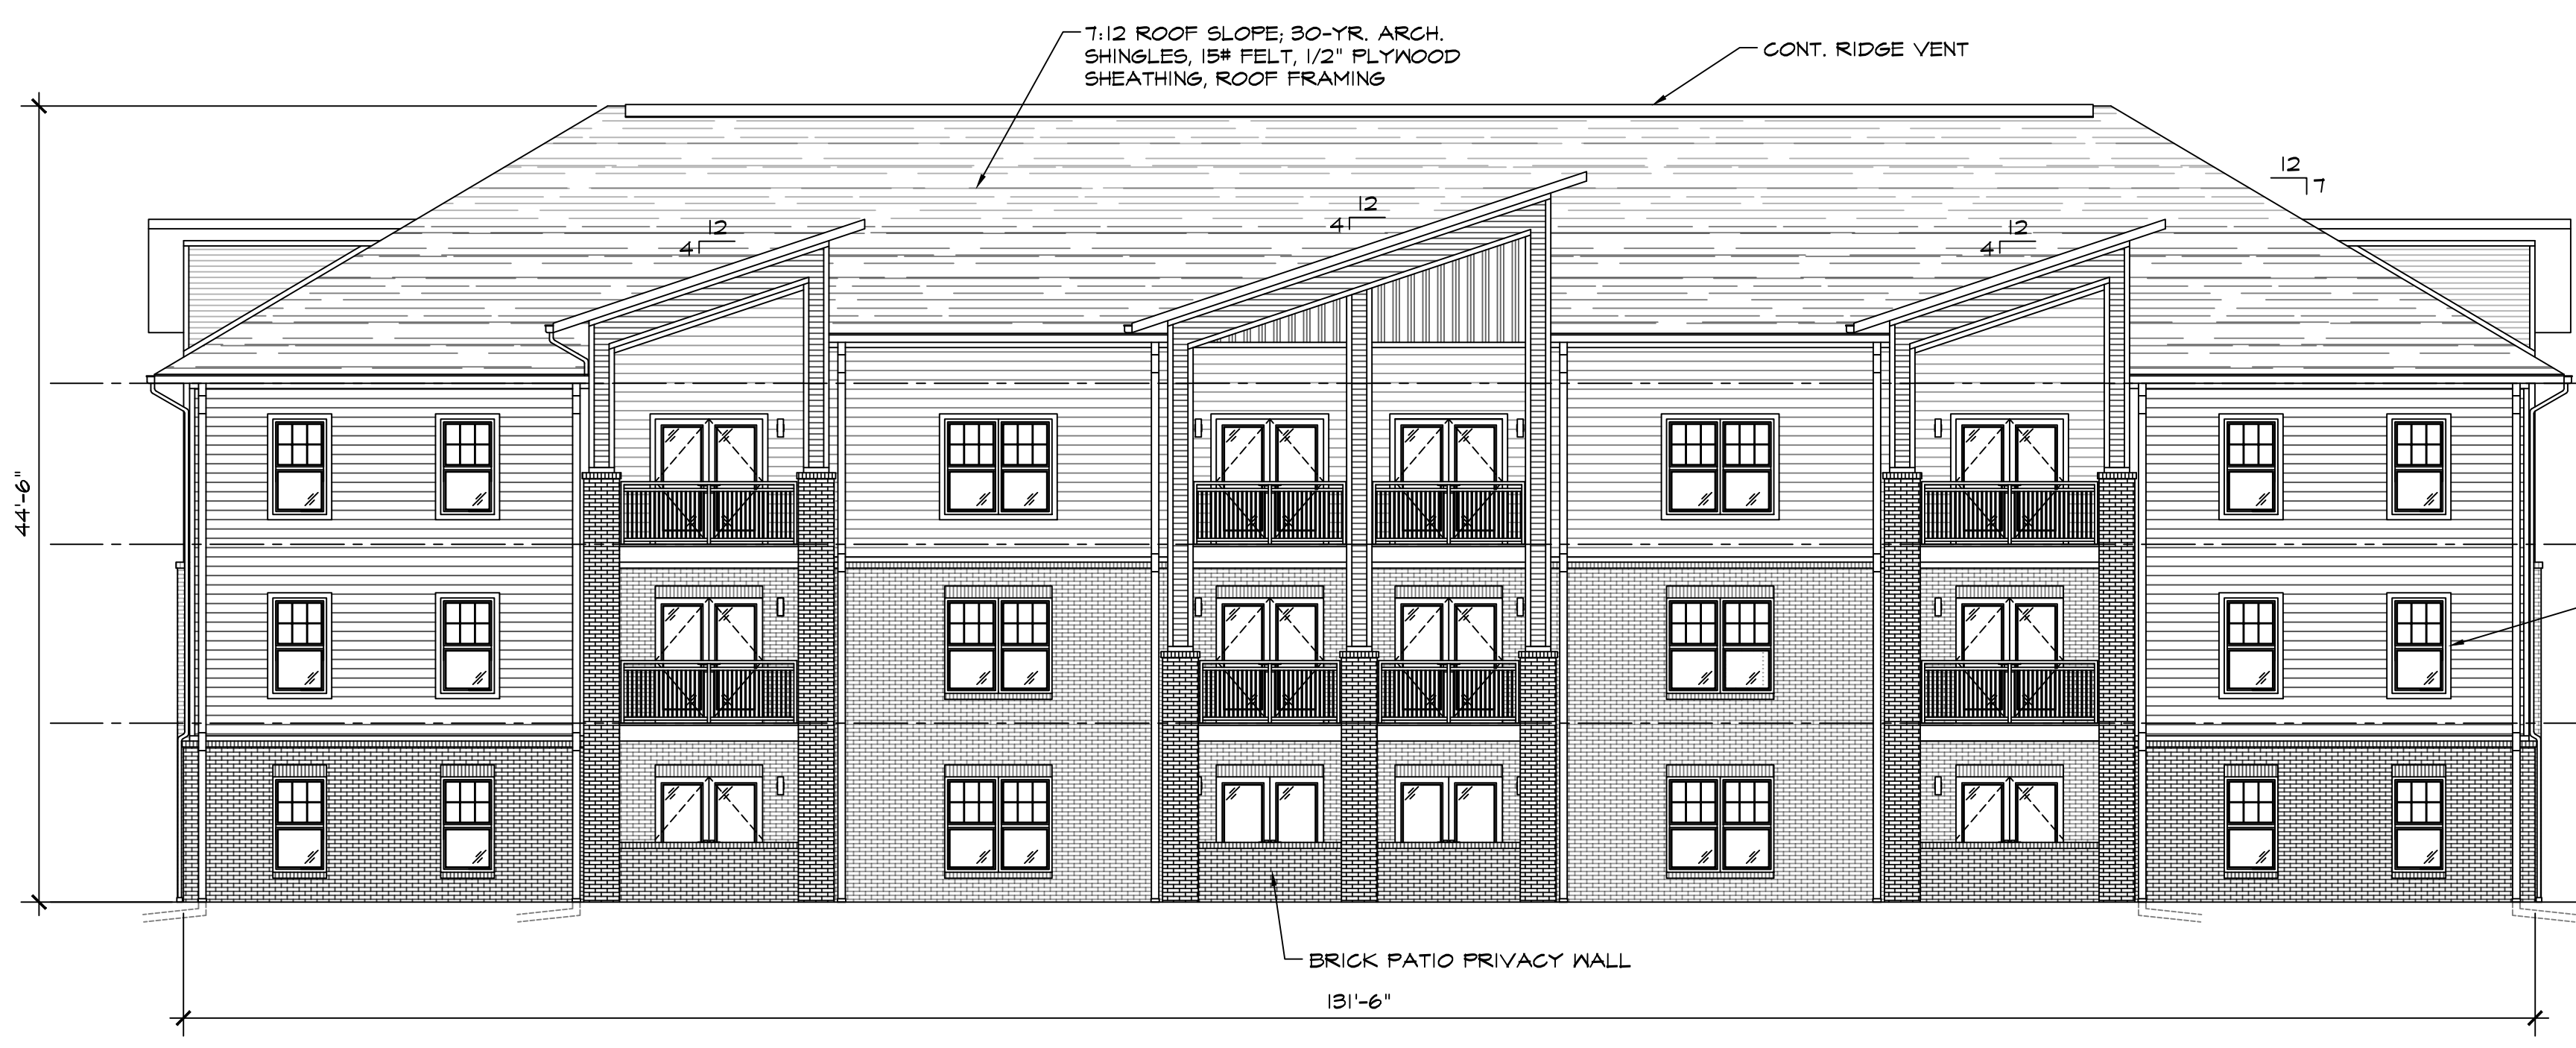 7:12 ROOF SLOPE; 30-YR. ARCH.
SHINGLES, 15# FELT, 1/2" PLYWOOD
SHEATHING, ROOF FRAMING
CONT. RIDGE VENT
12
7
12
4
12
4
12
4
44'-6"
BRICK PATIO PRIVACY WALL
131'-6"